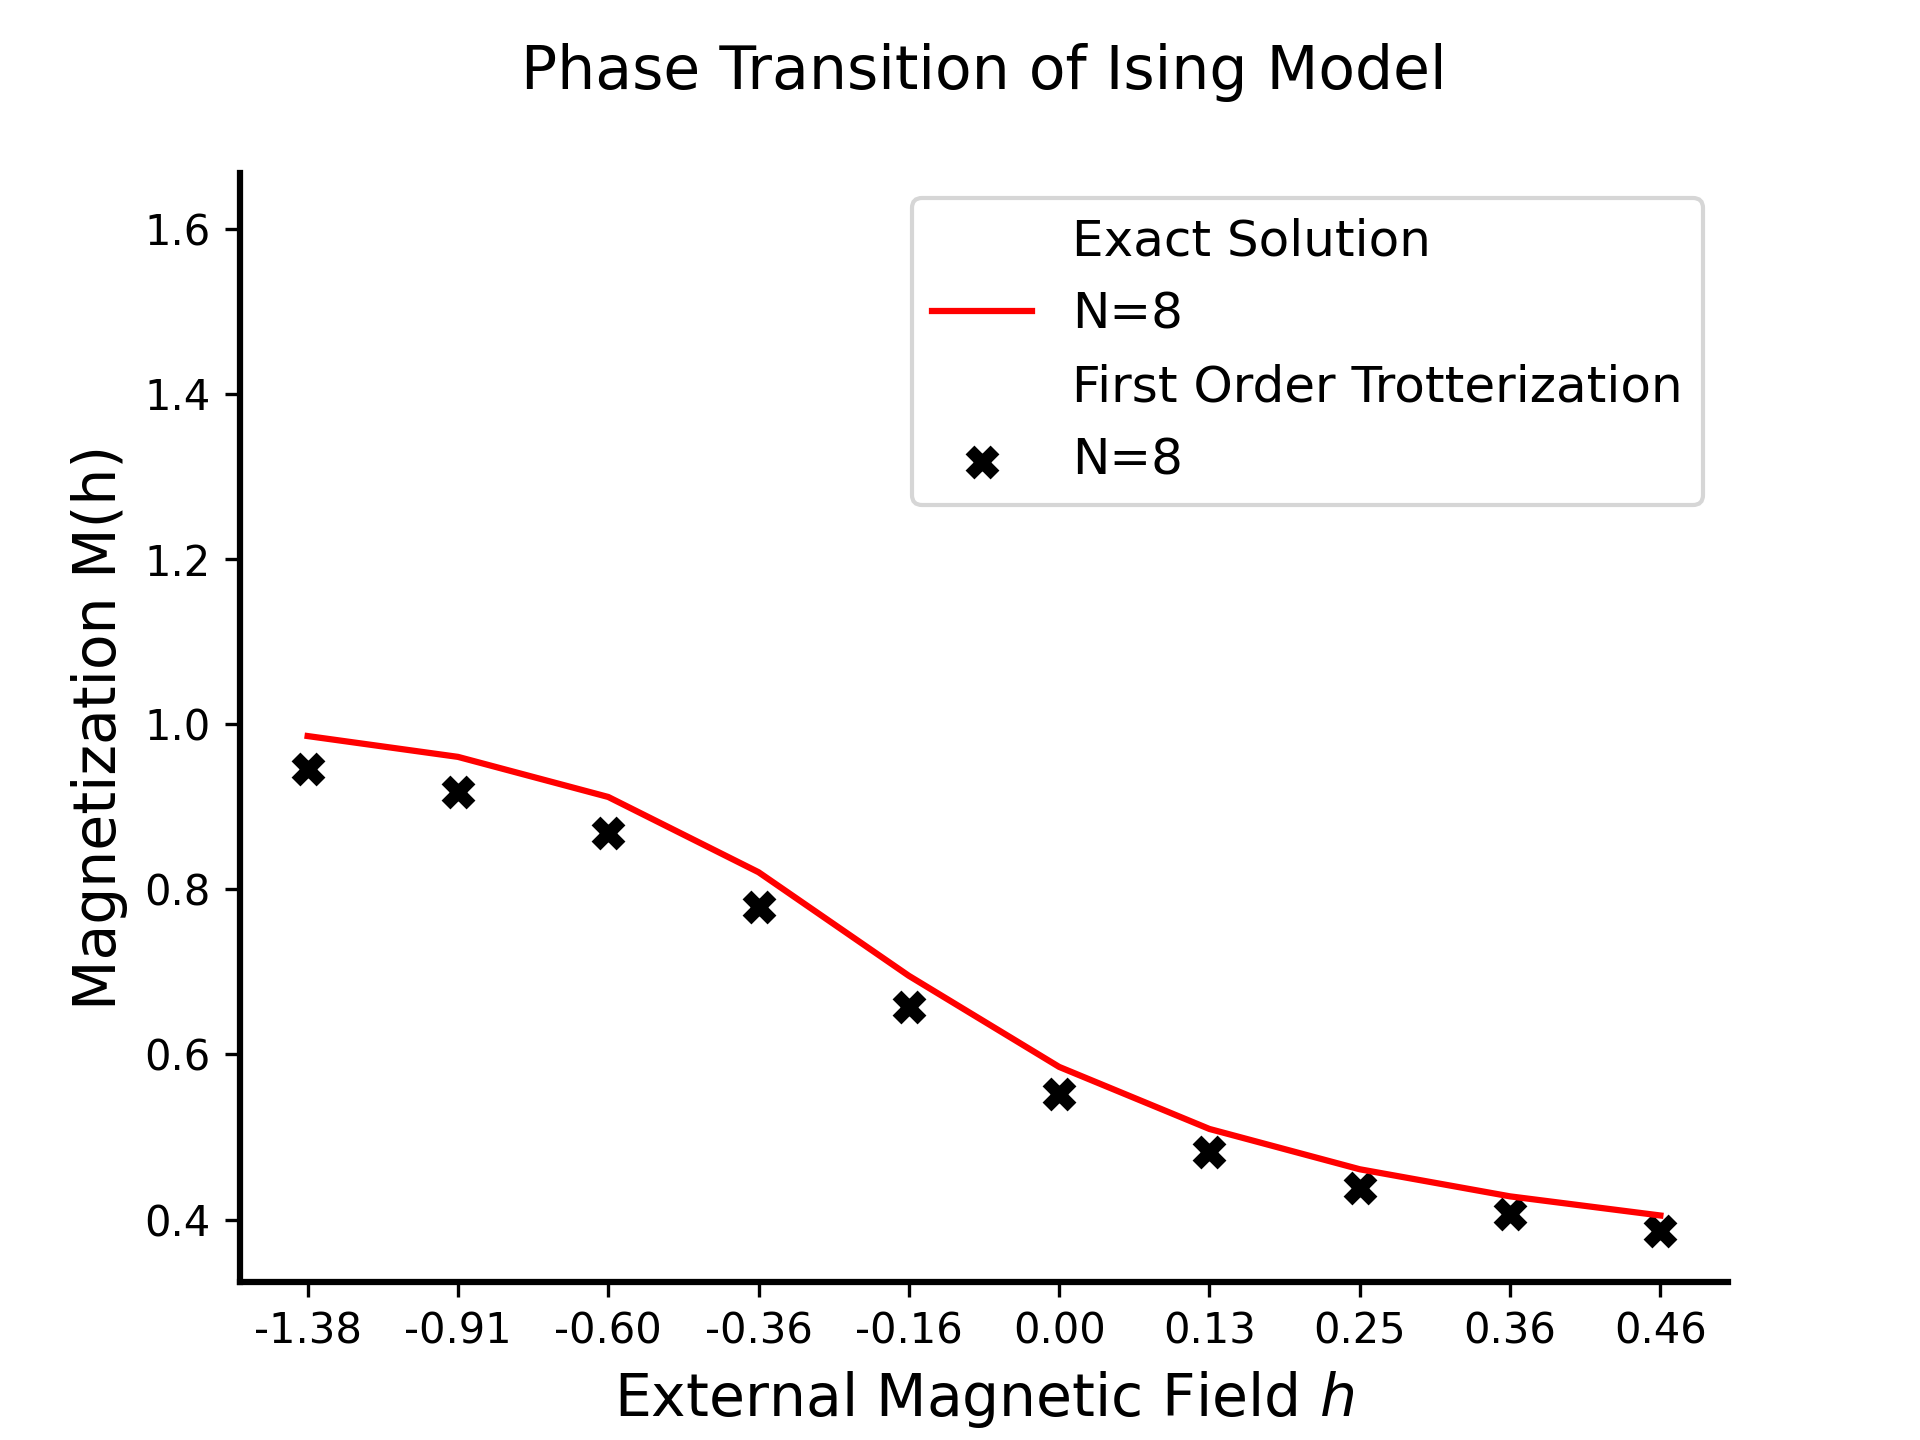 Phase Transition of Ising Model
Exact Solution
N=8
First Order Trotterization
N=8
Magnetization M(h)
1.6
1.4
1.2
1.0
0.8
0.6
0.4
-1.38 -0.91 -0.60 -0.36 -0.16 0.00 0.13 0.25 0.36 0.46
External Magnetic Field h